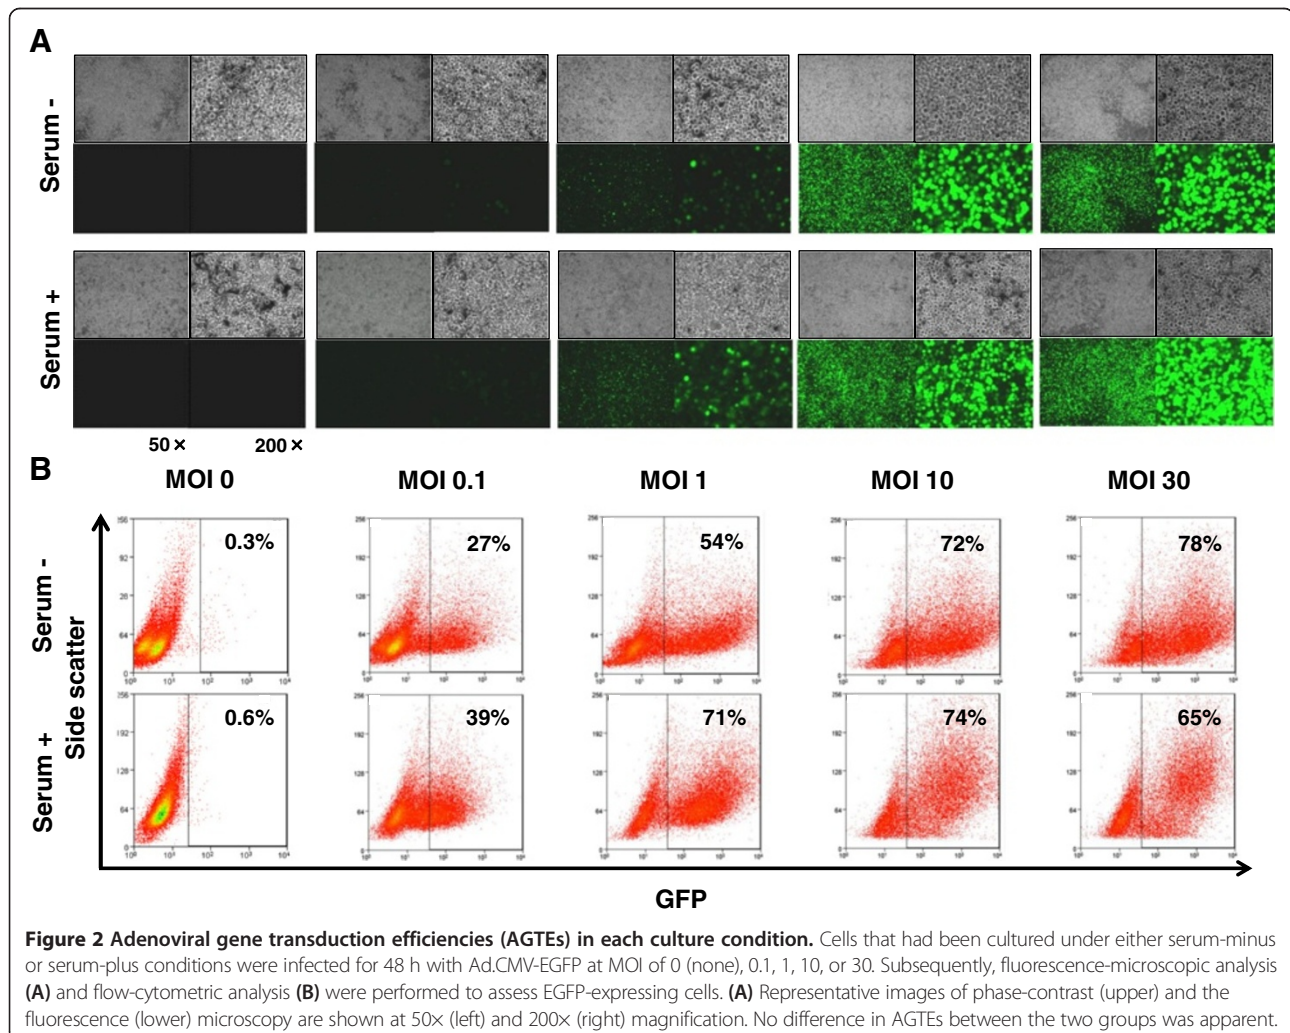 A
Serum -
Serum +
50 × 200 ×
B
MOI 0 MOI 0.1 MOI 1 MOI 10 MOI 30
Serum -
0.3% 27% 54% 72% 78%
Side scatter
Serum +
0.6% 39% 71% 74% 65%
GFP
Figure 2 Adenoviral gene transduction efficiencies (AGTEs) in each culture condition. Cells that had been cultured under either serum-minus
or serum-plus conditions were infected for 48 h with Ad.CMV-EGFP at MOI of 0 (none), 0.1, 1, 10, or 30. Subsequently, fluorescence-microscopic analysis
(A) and flow-cytometric analysis (B) were performed to assess EGFP-expressing cells. (A) Representative images of phase-contrast (upper) and the
fluorescence (lower) microscopy are shown at 50× (left) and 200× (right) magnification. No difference in AGTEs between the two groups was apparent.